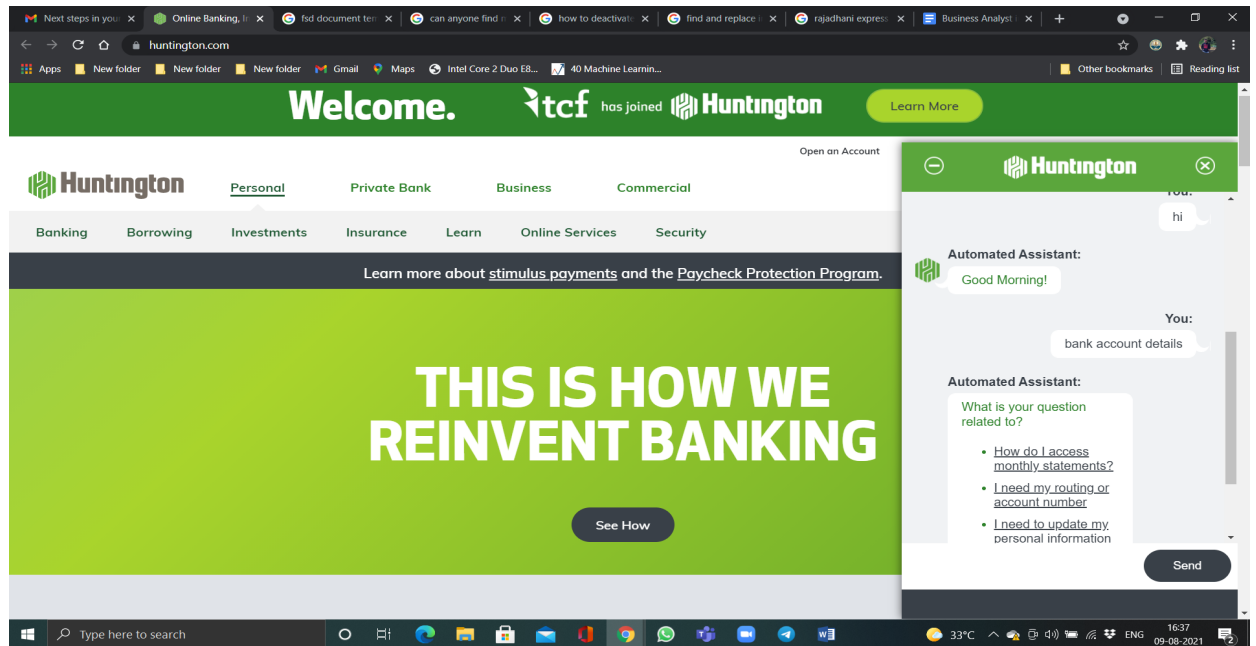 Next steps in you
Online Banking, In
fsd document tem
can anyone find
how to deactivate
find and replace i
rajadhani express
Business Analyst
huntington.com
Apps
New folder
New folder
New folder
Gmail
Maps
Intel Core 2 Duo E8...
40 Machine Learnin...
Other bookmarks
Reading list
Welcome.
tcf has joined Huntington
Learn More
Open an Account
Huntington
Personal
Private Bank
Business
Commercial
Banking
Borrowing
Investments
Insurance
Learn
Online Services
Security
Learn more about stimulus payments and the Paycheck Protection Program.
THIS IS HOW WE
REINVENT BANKING
See How
Huntington
You:
hi
Automated Assistant:
Good Morning!
You:
bank account details
Automated Assistant:
What is your question
related to?
• How do I access
monthly statements?
• I need my routing or
account number
• I need to update my
personal information
Send
Type here to search
33°C
ENG
16:37
09-08-2021
2